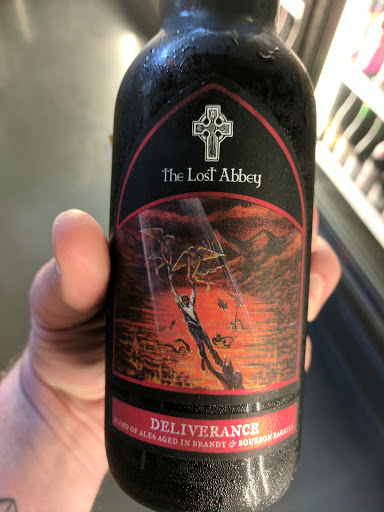 The Lost Abbey
DELIVERANCE
BLEND OF ALES AGED IN BRANDY & BOURBON BARRELS